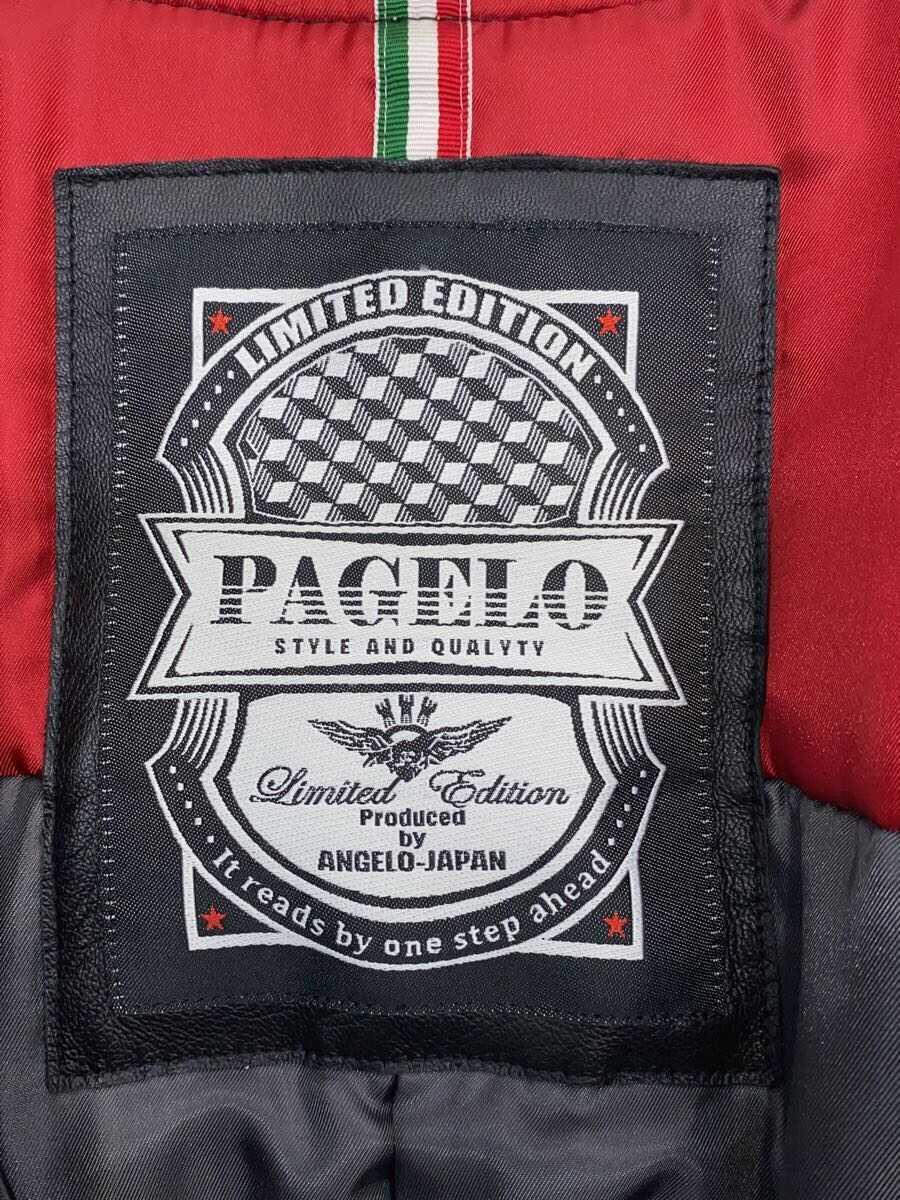 LIMITED EDITION
PAGELO
STYLE AND QUALYTY
Limited Edition
Produced
by
ANGELO-JAPAN
It reads by one step ahead